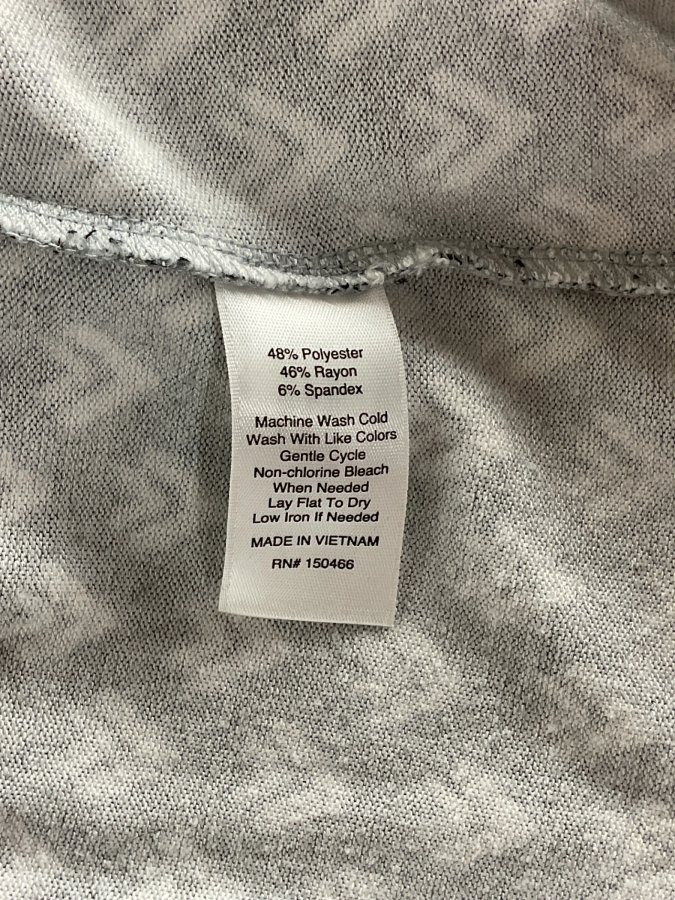 48% Polyester
46% Rayon
6% Spandex
Machine Wash Cold
Wash With Like Colors
Gentle Cycle
Non-chlorine Bleach
When Needed
Lay Flat To Dry
Low Iron If Needed
MADE IN VIETNAM
RN# 150466